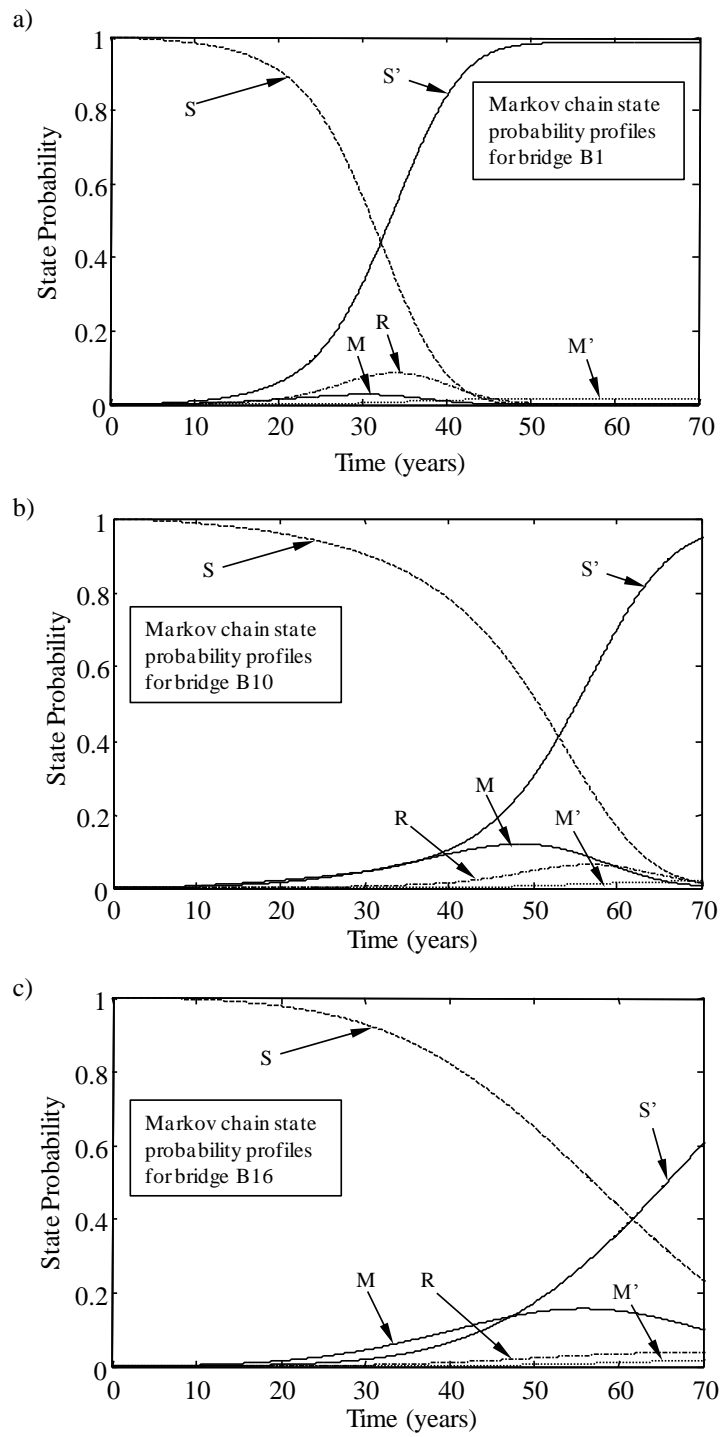 a)
1
0.8
0.6
0.4
0.2
0
State Probability
S
S’
Markov chain state
probability profiles
for bridge B1
M
R
M’
0 10 20 30 40 50 60 70
Time (years)
b)
1
0.8
0.6
0.4
0.2
0
State Probability
S
S’
Markov chain state
probability profiles
for bridge B10
R
M
M’
0 10 20 30 40 50 60 70
Time (years)
c)
1
0.8
0.6
0.4
0.2
0
State Probability
S
Markov chain state
probability profiles
for bridge B16
S’
M
R
M’
0 10 20 30 40 50 60 70
Time (years)